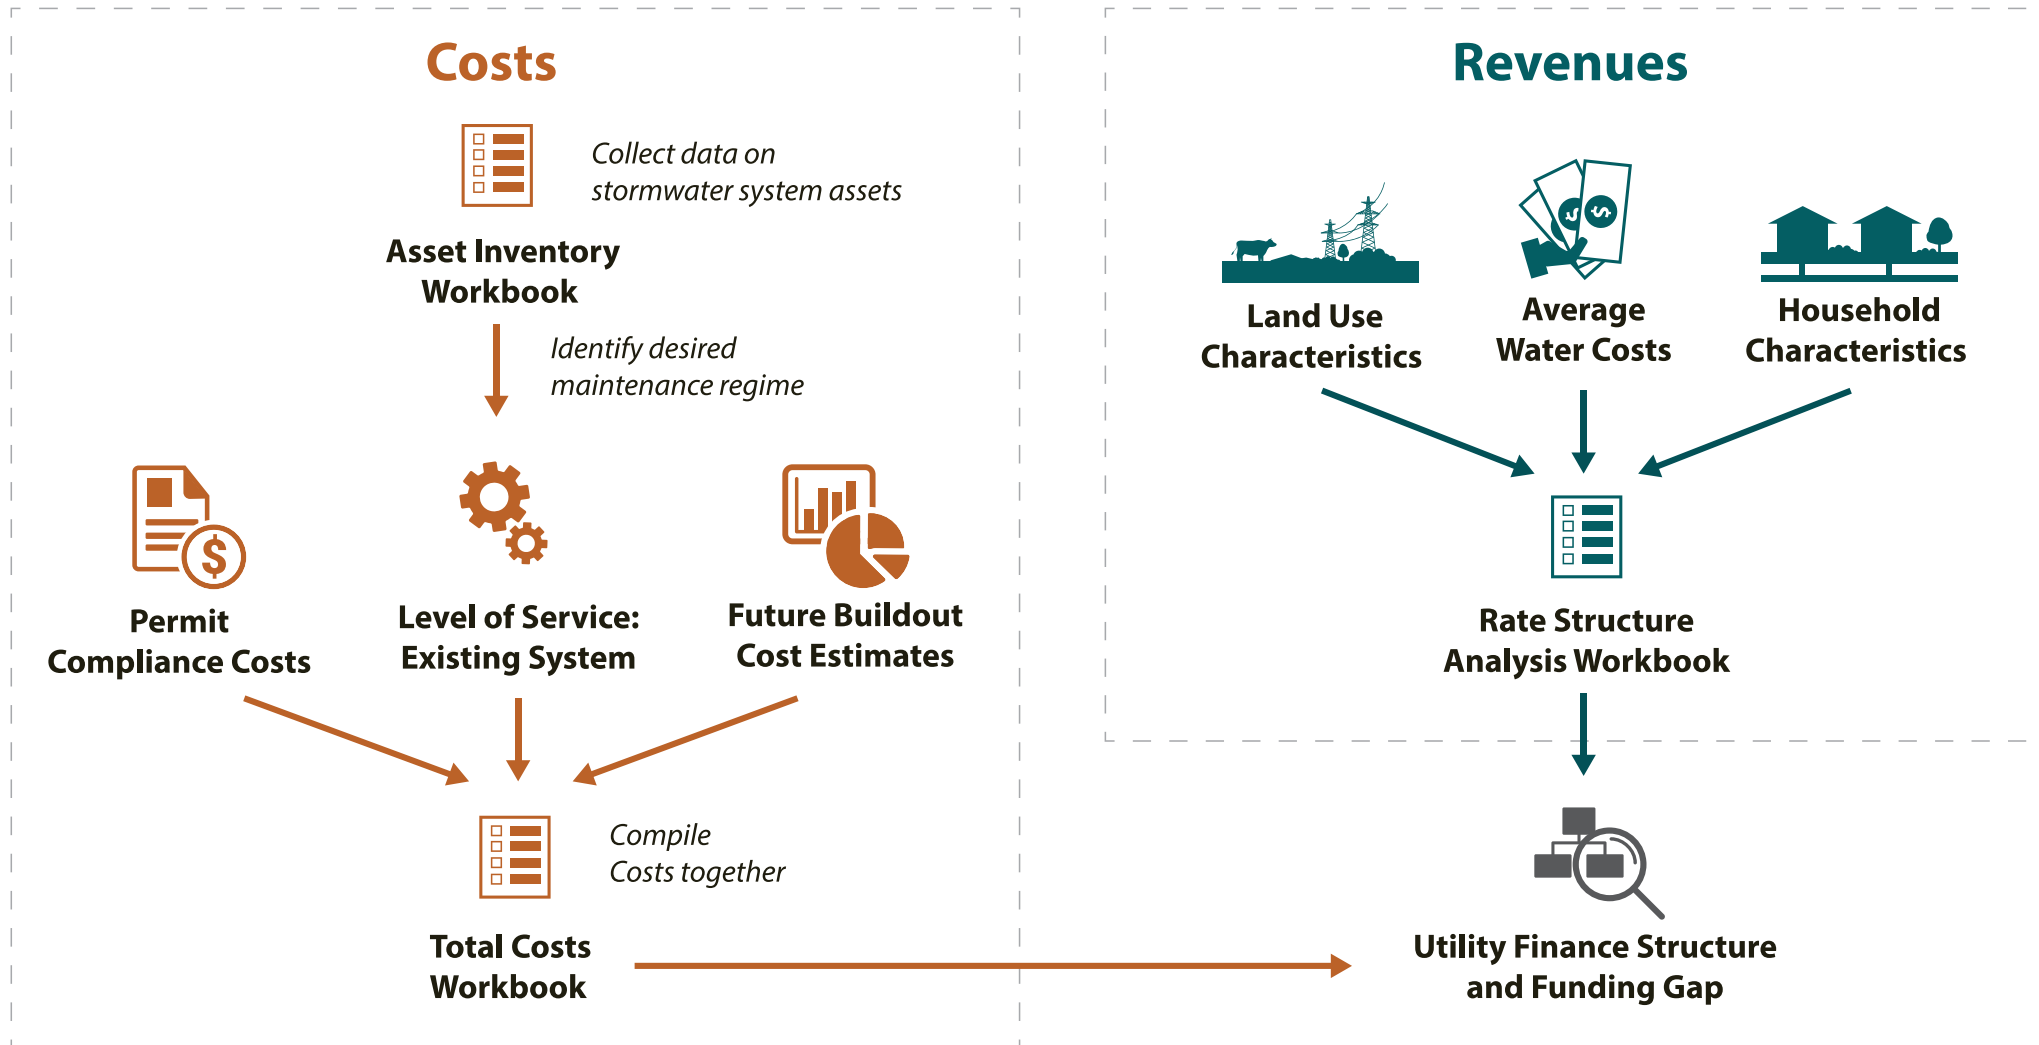 Costs
Collect data on
stormwater system assets
Asset Inventory
Workbook
Identify desired
maintenance regime
$
Permit
Compliance Costs
Level of Service:
Existing System
Future Buildout
Cost Estimates
Compile
Costs together
Total Costs
Workbook
Revenues
Land Use
Characteristics
$ $
Average
Water Costs
Household
Characteristics
Rate Structure
Analysis Workbook
Utility Finance Structure
and Funding Gap